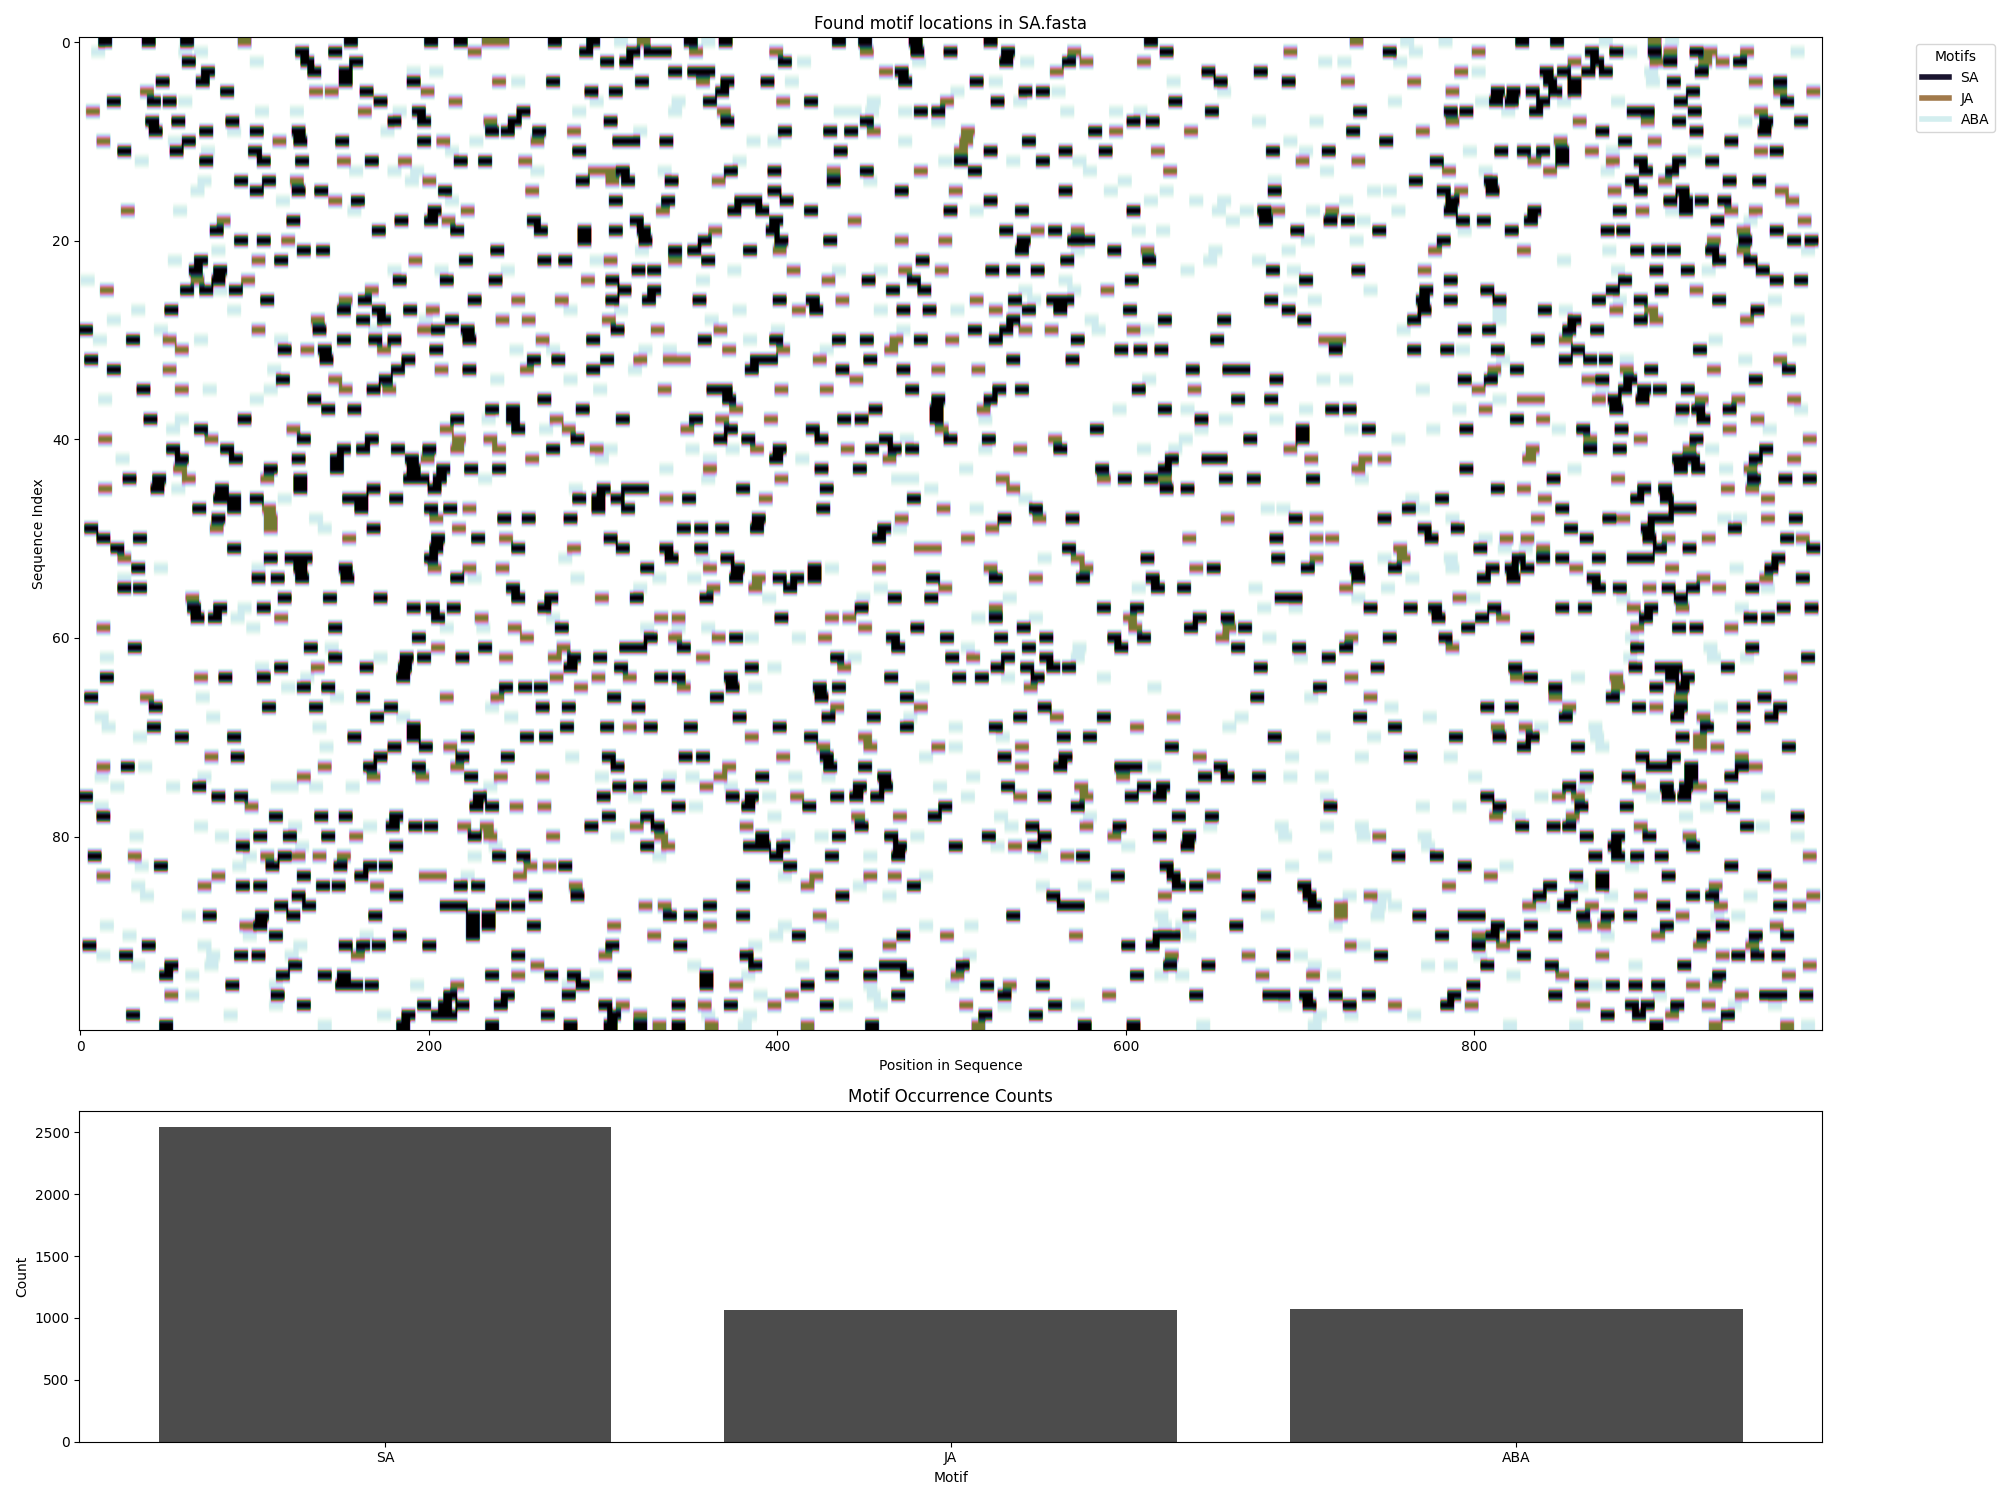 Found motif locations in SA.fasta
Motifs
SA
JA
ABA
0
20
40
60
80
Sequence Index
0 200 400 600 800
Position in Sequence
Motif Occurrence Counts
2500
2000
1500
1000
500
0
Count
SA JA ABA
Motif